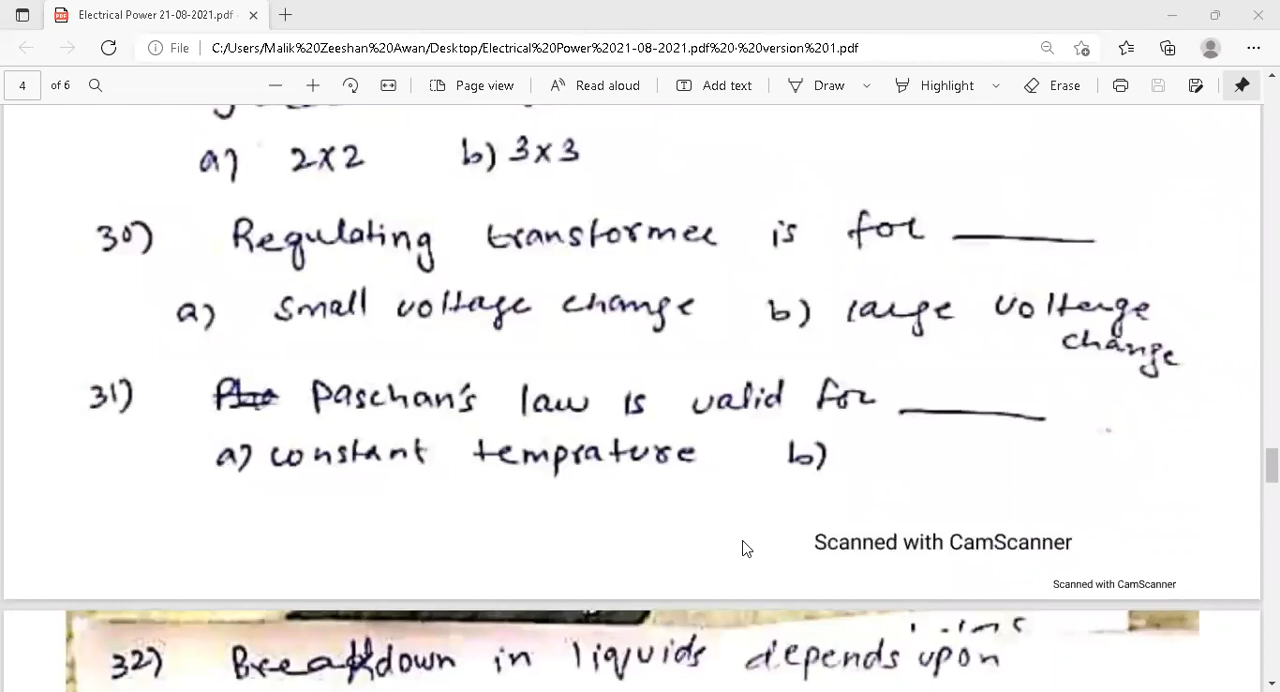 Electrical Power 21-08-2021.pdf
File C:/Users/Malik%20Zeeshan%20Awan/Desktop/Electrical%20Power%2021-08-2021.pdf%20-%20version%201.pdf
4 of 6 Page view Read aloud Add text Draw Highlight Erase
a) 2x2 b) 3x3
30) Regulating transformer is for
a) small voltage change b) large voltage
change
31) Paschan's law is valid for
a) constant temprature b)
Scanned with CamScanner
Scanned with CamScanner
32) Breakdown in liquids depends upon